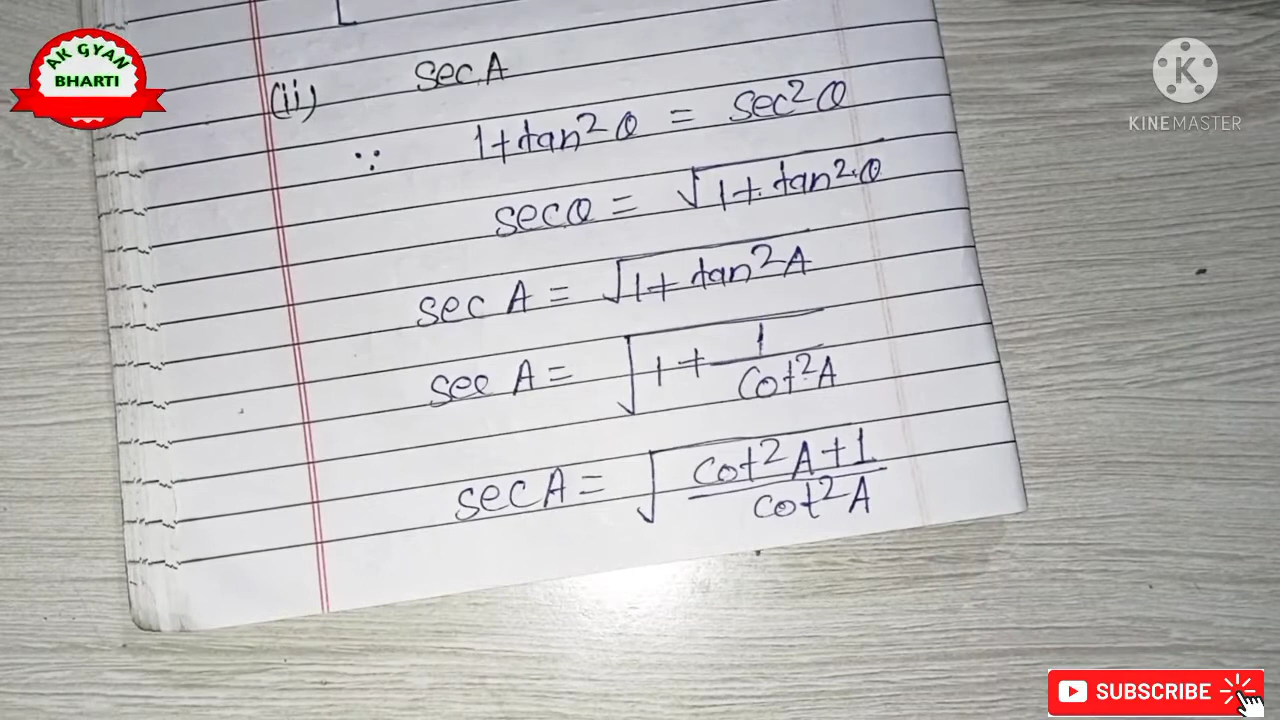 AK GYAN
BHARTI
K
KINEMASTER
(ii) sec A
∵ 1+tan²θ = sec²θ
secθ = √1+tan²θ
sec A = √1+tan²A
sec A = √1+1/cot²A
sec A = √cot²A+1/cot²A
SUBSCRIBE